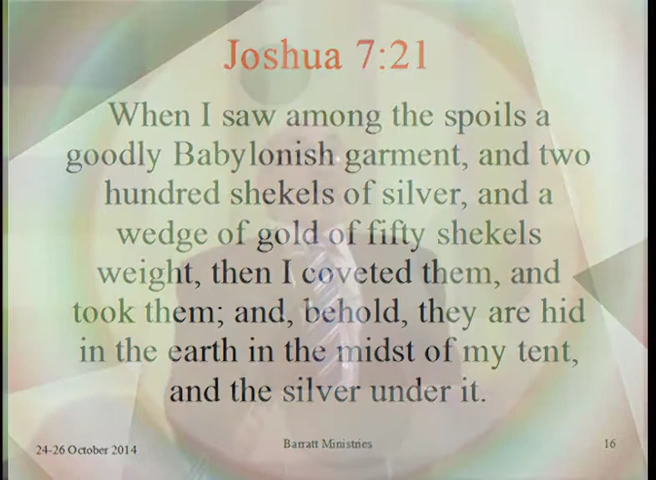 Joshua 7:21
When I saw among the spoils a
goodly Babylonish garment, and two
hundred shekels of silver, and a
wedge of gold of fifty shekels
weight, then I coveted them, and
took them; and, behold, they are hid
in the earth in the midst of my tent,
and the silver under it.
24-26 October 2014
Barratt Ministries
16